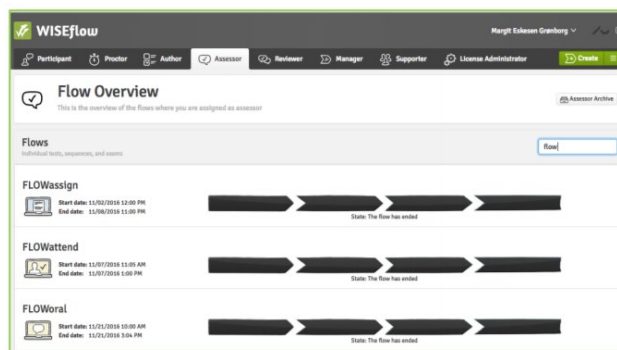 WISEflow
Margit Eskesen Grønborg
Participant Proctor Author Assessor Reviewer Manager Supporter License Administrator Create
Flow Overview
This is the overview of the flows where you are assigned as assessor
Assessor Archive
Flows
Individual tests, sequences, and exams
flow
FLOWassign
Start date: 11/02/2016 12:00 PM
End date: 11/08/2016 11:00 PM
State: The flow has ended
FLOWattend
Start date: 11/07/2016 11:05 AM
End date: 11/07/2016 1:00 PM
State: The flow has ended
FLOWoral
Start date: 11/21/2016 10:00 AM
End date: 11/21/2016 3:04 PM
State: The flow has ended